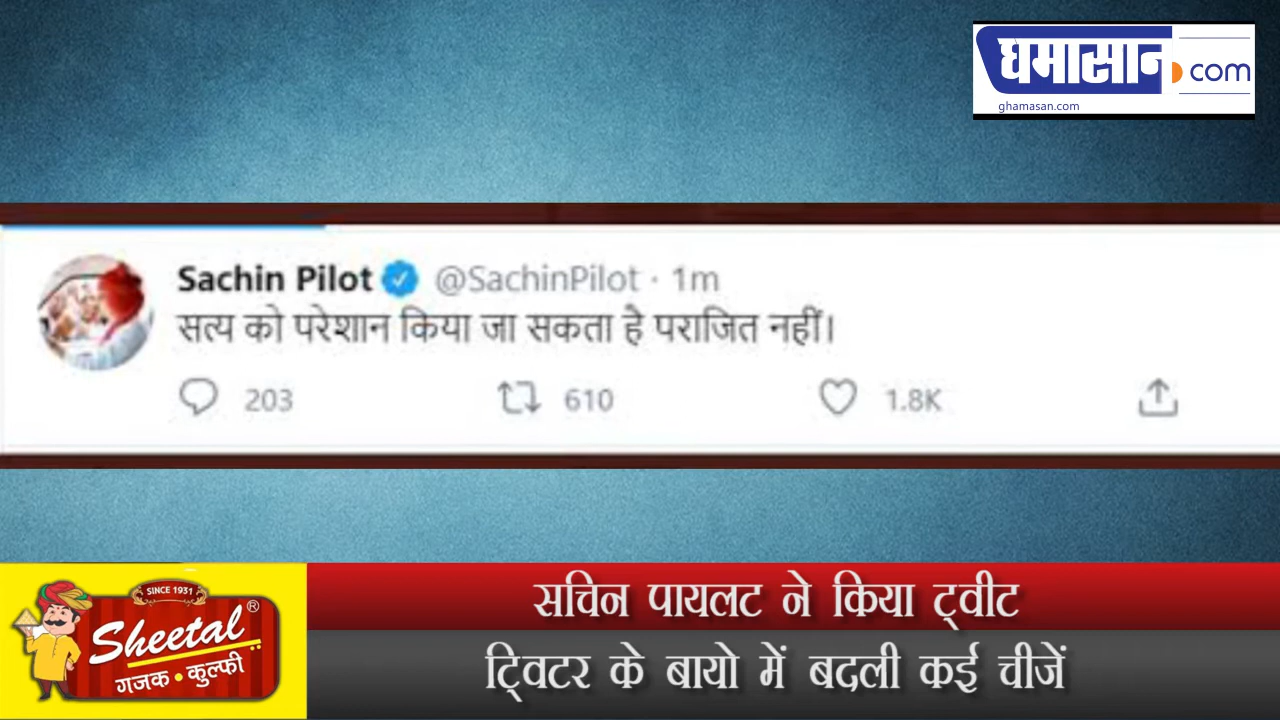 घमासान.com
ghamasan.com
Sachin Pilot @SachinPilot · 1m
सत्य को परेशान किया जा सकता है पराजित नहीं।
203 610 1.8K
SINCE 1931
Sheetal®
गजक • कुल्फी
सचिन पायलट ने किया ट्वीट
ट्विटर के बायो में बदली कई चीजें